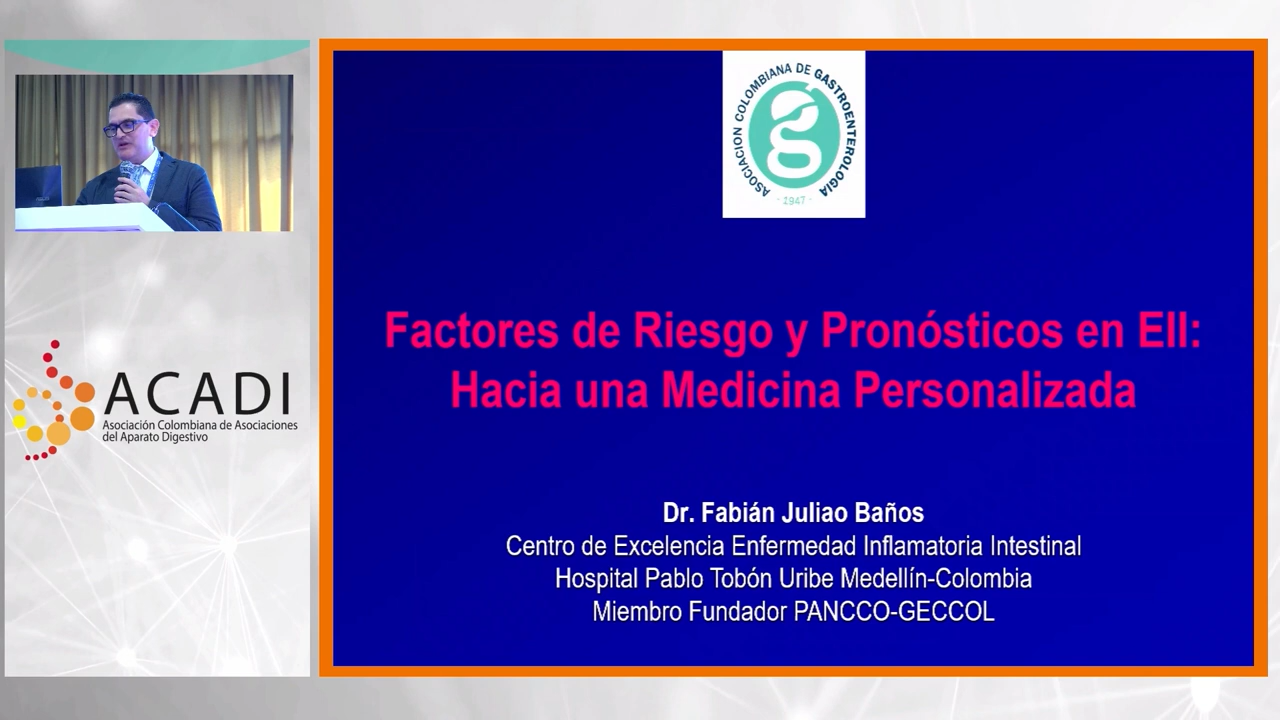 ASOCIACION COLOMBIANA DE GASTROENTEROLOGIA
- 1947 -
Factores de Riesgo y Pronósticos en EII:
Hacia una Medicina Personalizada
Dr. Fabián Juliao Baños
Centro de Excelencia Enfermedad Inflamatoria Intestinal
Hospital Pablo Tobón Uribe Medellín-Colombia
Miembro Fundador PANCCO-GECCOL
ACADI
Asociación Colombiana de Asociaciones
del Aparato Digestivo